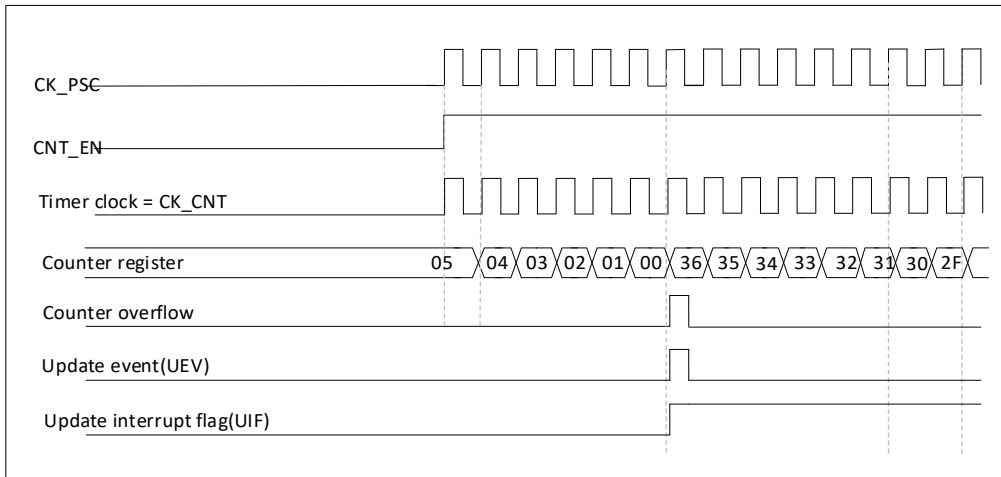 CK_PSC
CNT_EN
Timer clock = CK_CNT
Counter register 05 04 03 02 01 00 36 35 34 33 32 31 30 2F
Counter overflow
Update event(UEV)
Update interrupt flag(UIF)